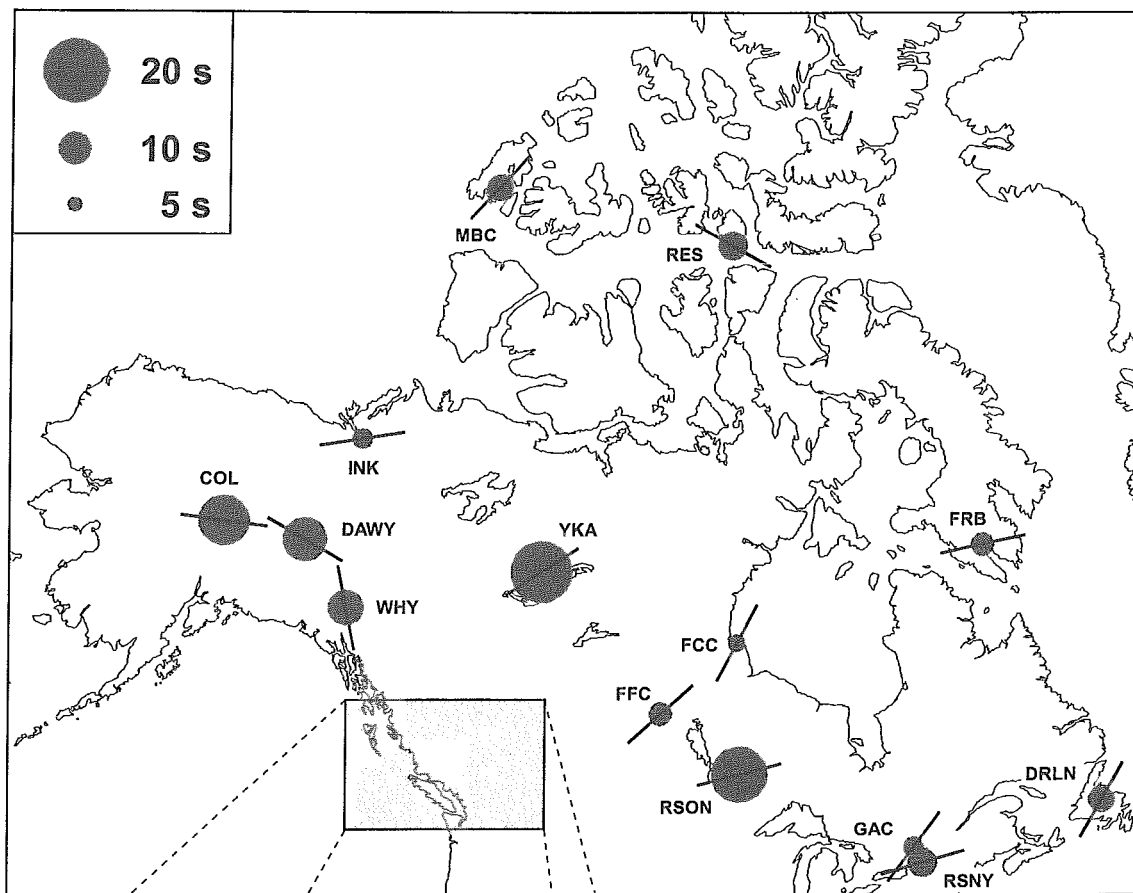 20 s
10 s
5 s
MBC
RES
INK
COL
DAWY
YKA
FRB
WHY
FCC
FFC
DRLN
RSON
GAC
RSNY